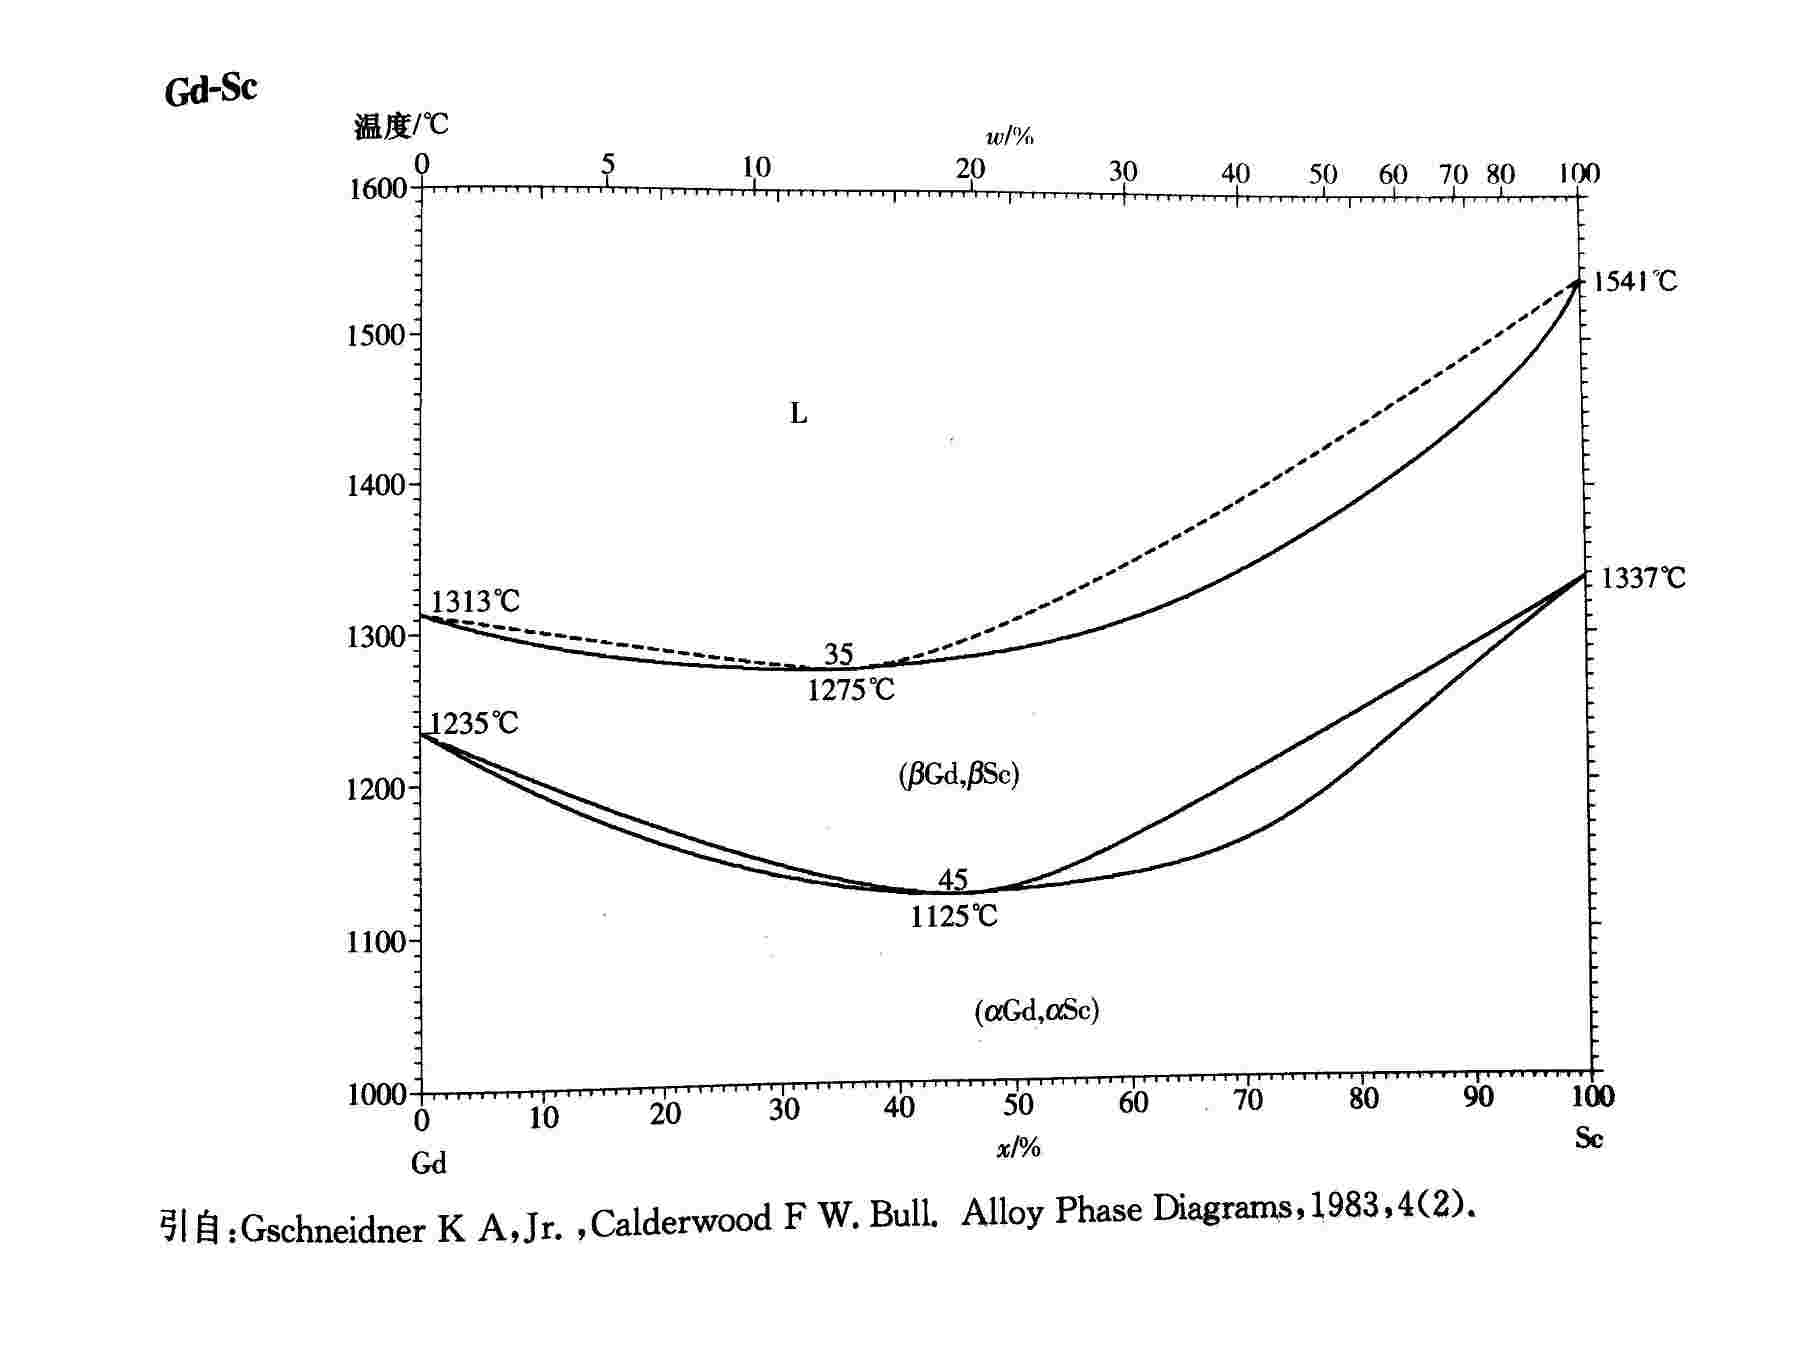 Gd-Sc
温度/℃
w/%
0 5 10 20 30 40 50 60 70 80 100
1600
1541℃
1500
L
1400
1337℃
1313℃
1300
35
1275℃
1235℃
(βGd,βSc)
1200
45
1125℃
1100
(αGd,αSc)
1000
0 10 20 30 40 50 60 70 80 90 100
x/%
Gd
Sc
引自:Gschneidner K A,Jr. ,Calderwood F W. Bull. Alloy Phase Diagrams,1983,4(2).